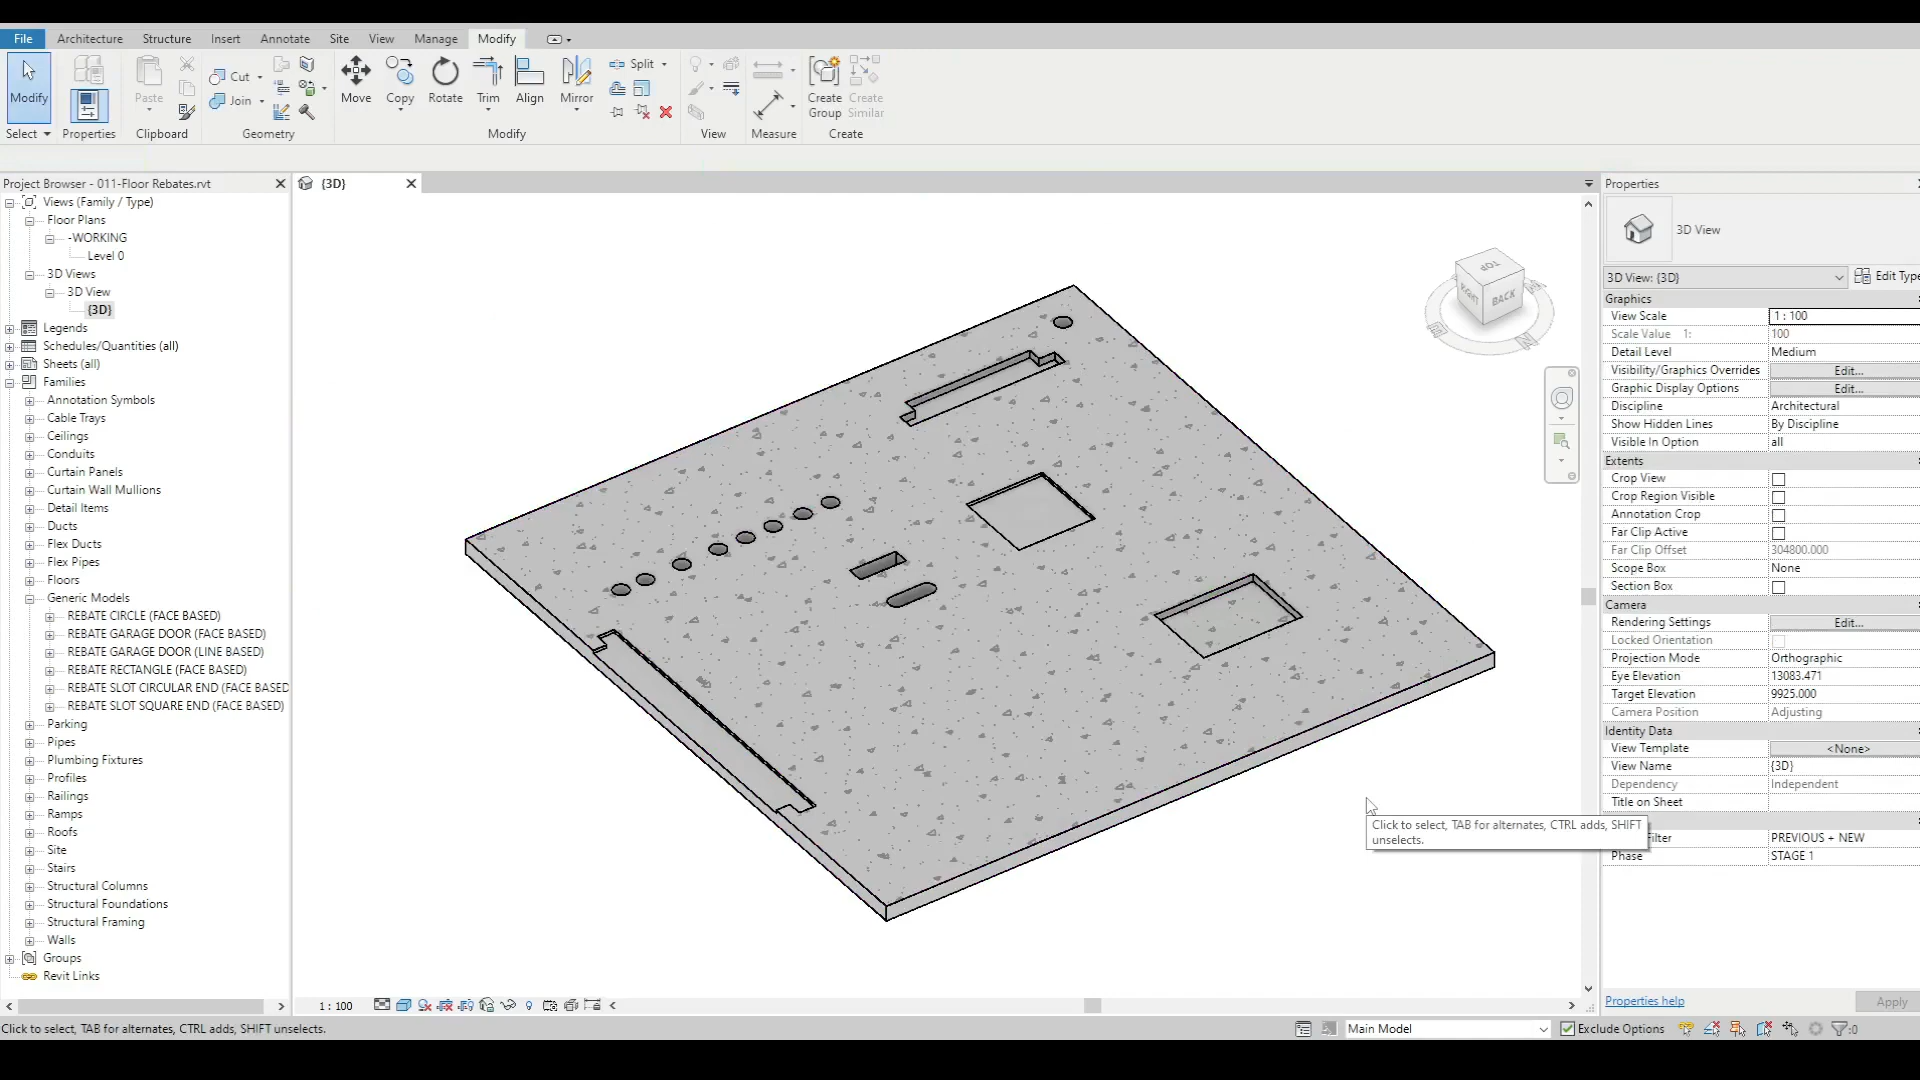 File Architecture Structure Insert Annotate Site View Manage Modify
Modify Properties Paste Cut Join Move Copy Rotate Trim Align Mirror Split Create Group Create Similar
Select Properties Clipboard Geometry Modify View Measure Create
Project Browser - 011-Floor Rebates.rvt
Views (Family / Type)
Floor Plans
-WORKING
Level 0
3D Views
3D View
{3D}
Legends
Schedules/Quantities (all)
Sheets (all)
Families
Annotation Symbols
Cable Trays
Ceilings
Conduits
Curtain Panels
Curtain Wall Mullions
Detail Items
Ducts
Flex Ducts
Flex Pipes
Floors
Generic Models
REBATE CIRCLE (FACE BASED)
REBATE GARAGE DOOR (FACE BASED)
REBATE GARAGE DOOR (LINE BASED)
REBATE RECTANGLE (FACE BASED)
REBATE SLOT CIRCULAR END (FACE BASED
REBATE SLOT SQUARE END (FACE BASED)
Parking
Pipes
Plumbing Fixtures
Profiles
Railings
Ramps
Roofs
Site
Stairs
Structural Columns
Structural Foundations
Structural Framing
Walls
Groups
Revit Links
{3D}
TOP
RIGHT
BACK
E
N
Click to select, TAB for alternates, CTRL adds, SHIFT
unselects.
1 : 100
Properties
3D View
3D View: {3D} Edit Type
Graphics
View Scale 1 : 100
Scale Value 1: 100
Detail Level Medium
Visibility/Graphics Overrides Edit...
Graphic Display Options Edit...
Discipline Architectural
Show Hidden Lines By Discipline
Visible In Option all
Extents
Crop View
Crop Region Visible
Annotation Crop
Far Clip Active
Far Clip Offset 304800.000
Scope Box None
Section Box
Camera
Rendering Settings Edit...
Locked Orientation
Projection Mode Orthographic
Eye Elevation 13083.471
Target Elevation 9925.000
Camera Position Adjusting
Identity Data
View Template <None>
View Name {3D}
Dependency Independent
Title on Sheet
ilter PREVIOUS + NEW
Phase STAGE 1
Properties help Apply
Click to select, TAB for alternates, CTRL adds, SHIFT unselects.
Main Model Exclude Options :0